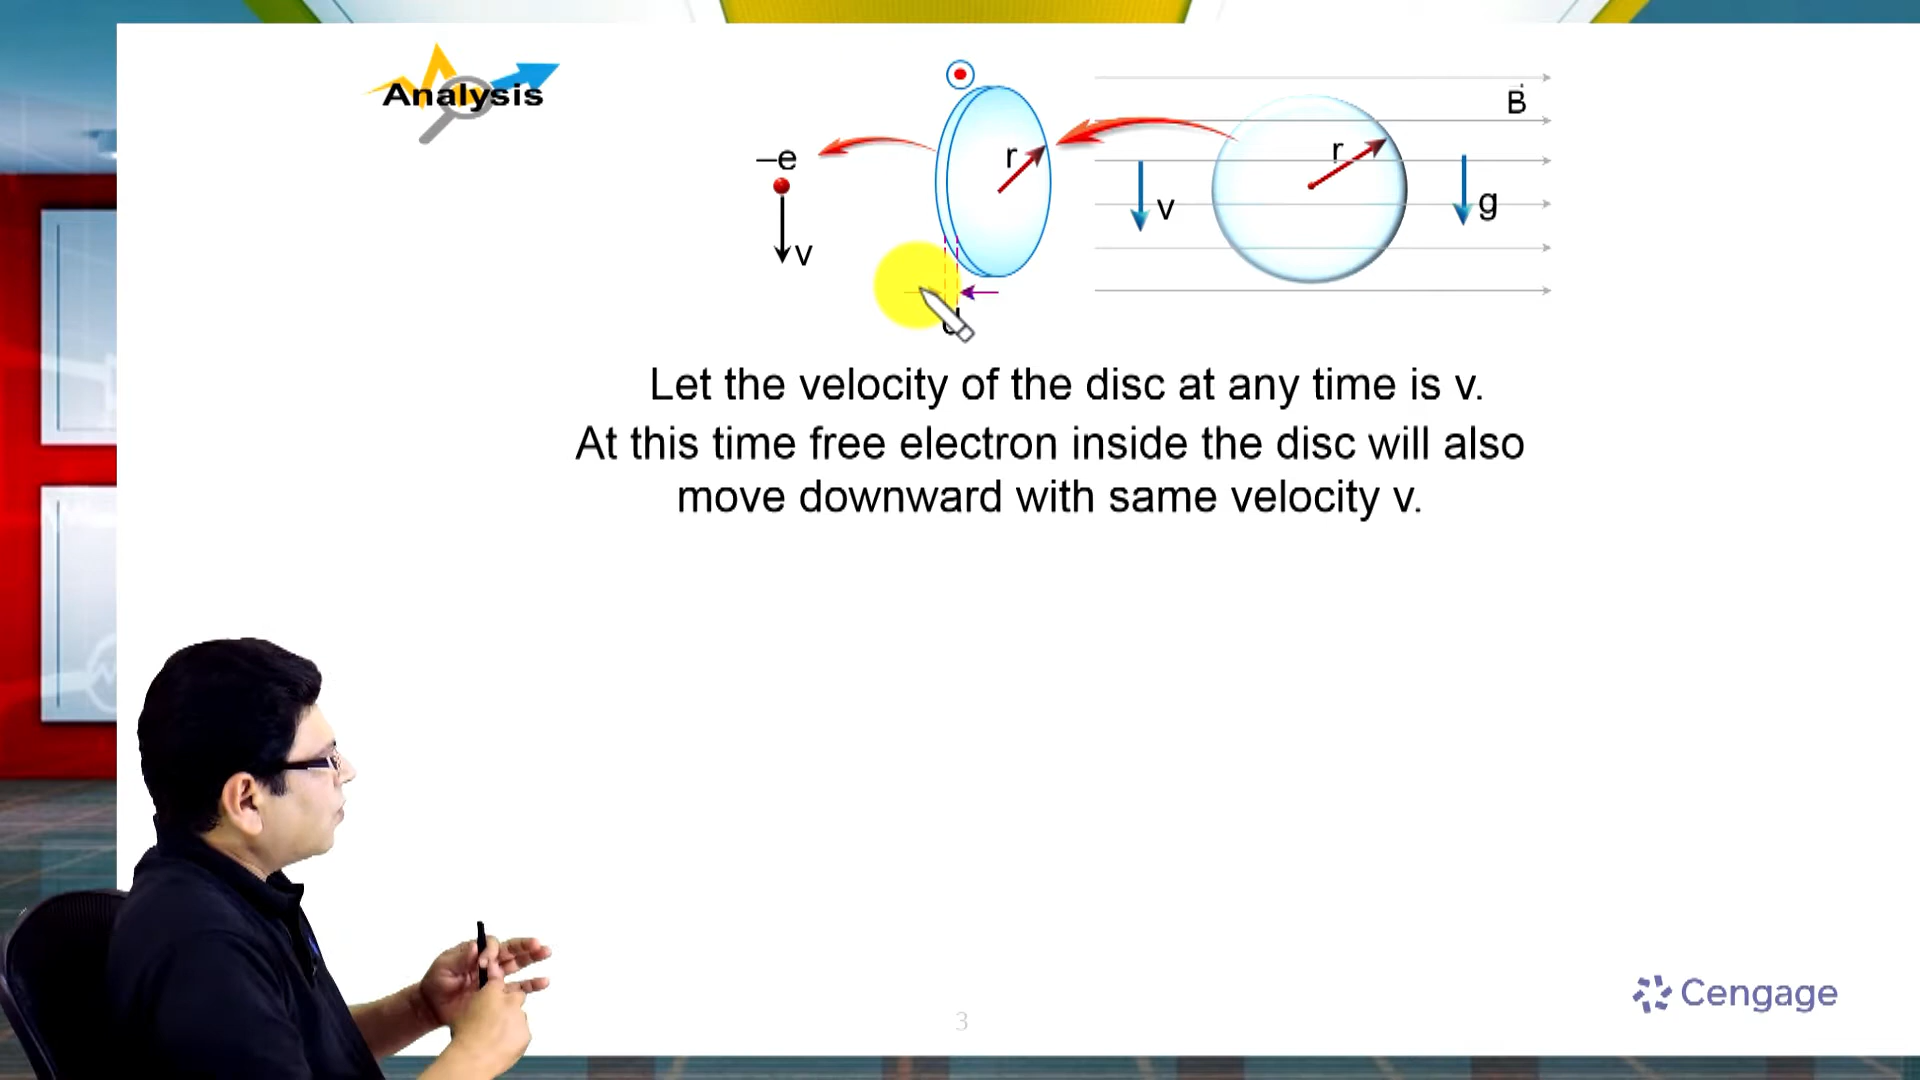 Analysis
B
–e
r
r
v
g
v
d
Let the velocity of the disc at any time is v.
At this time free electron inside the disc will also
move downward with same velocity v.
Cengage
3